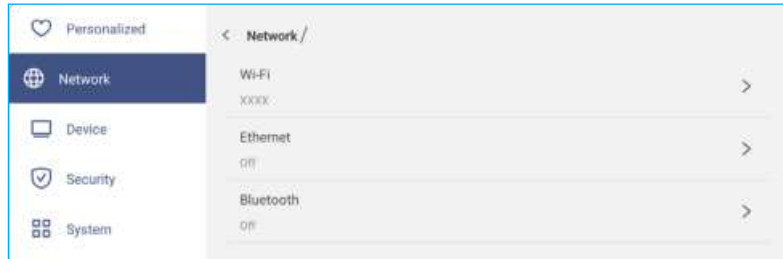 Personalized
Network
Device
Security
System
< Network /
Wi-Fi
XXXX
>
Ethernet
Off
>
Bluetooth
Off
>